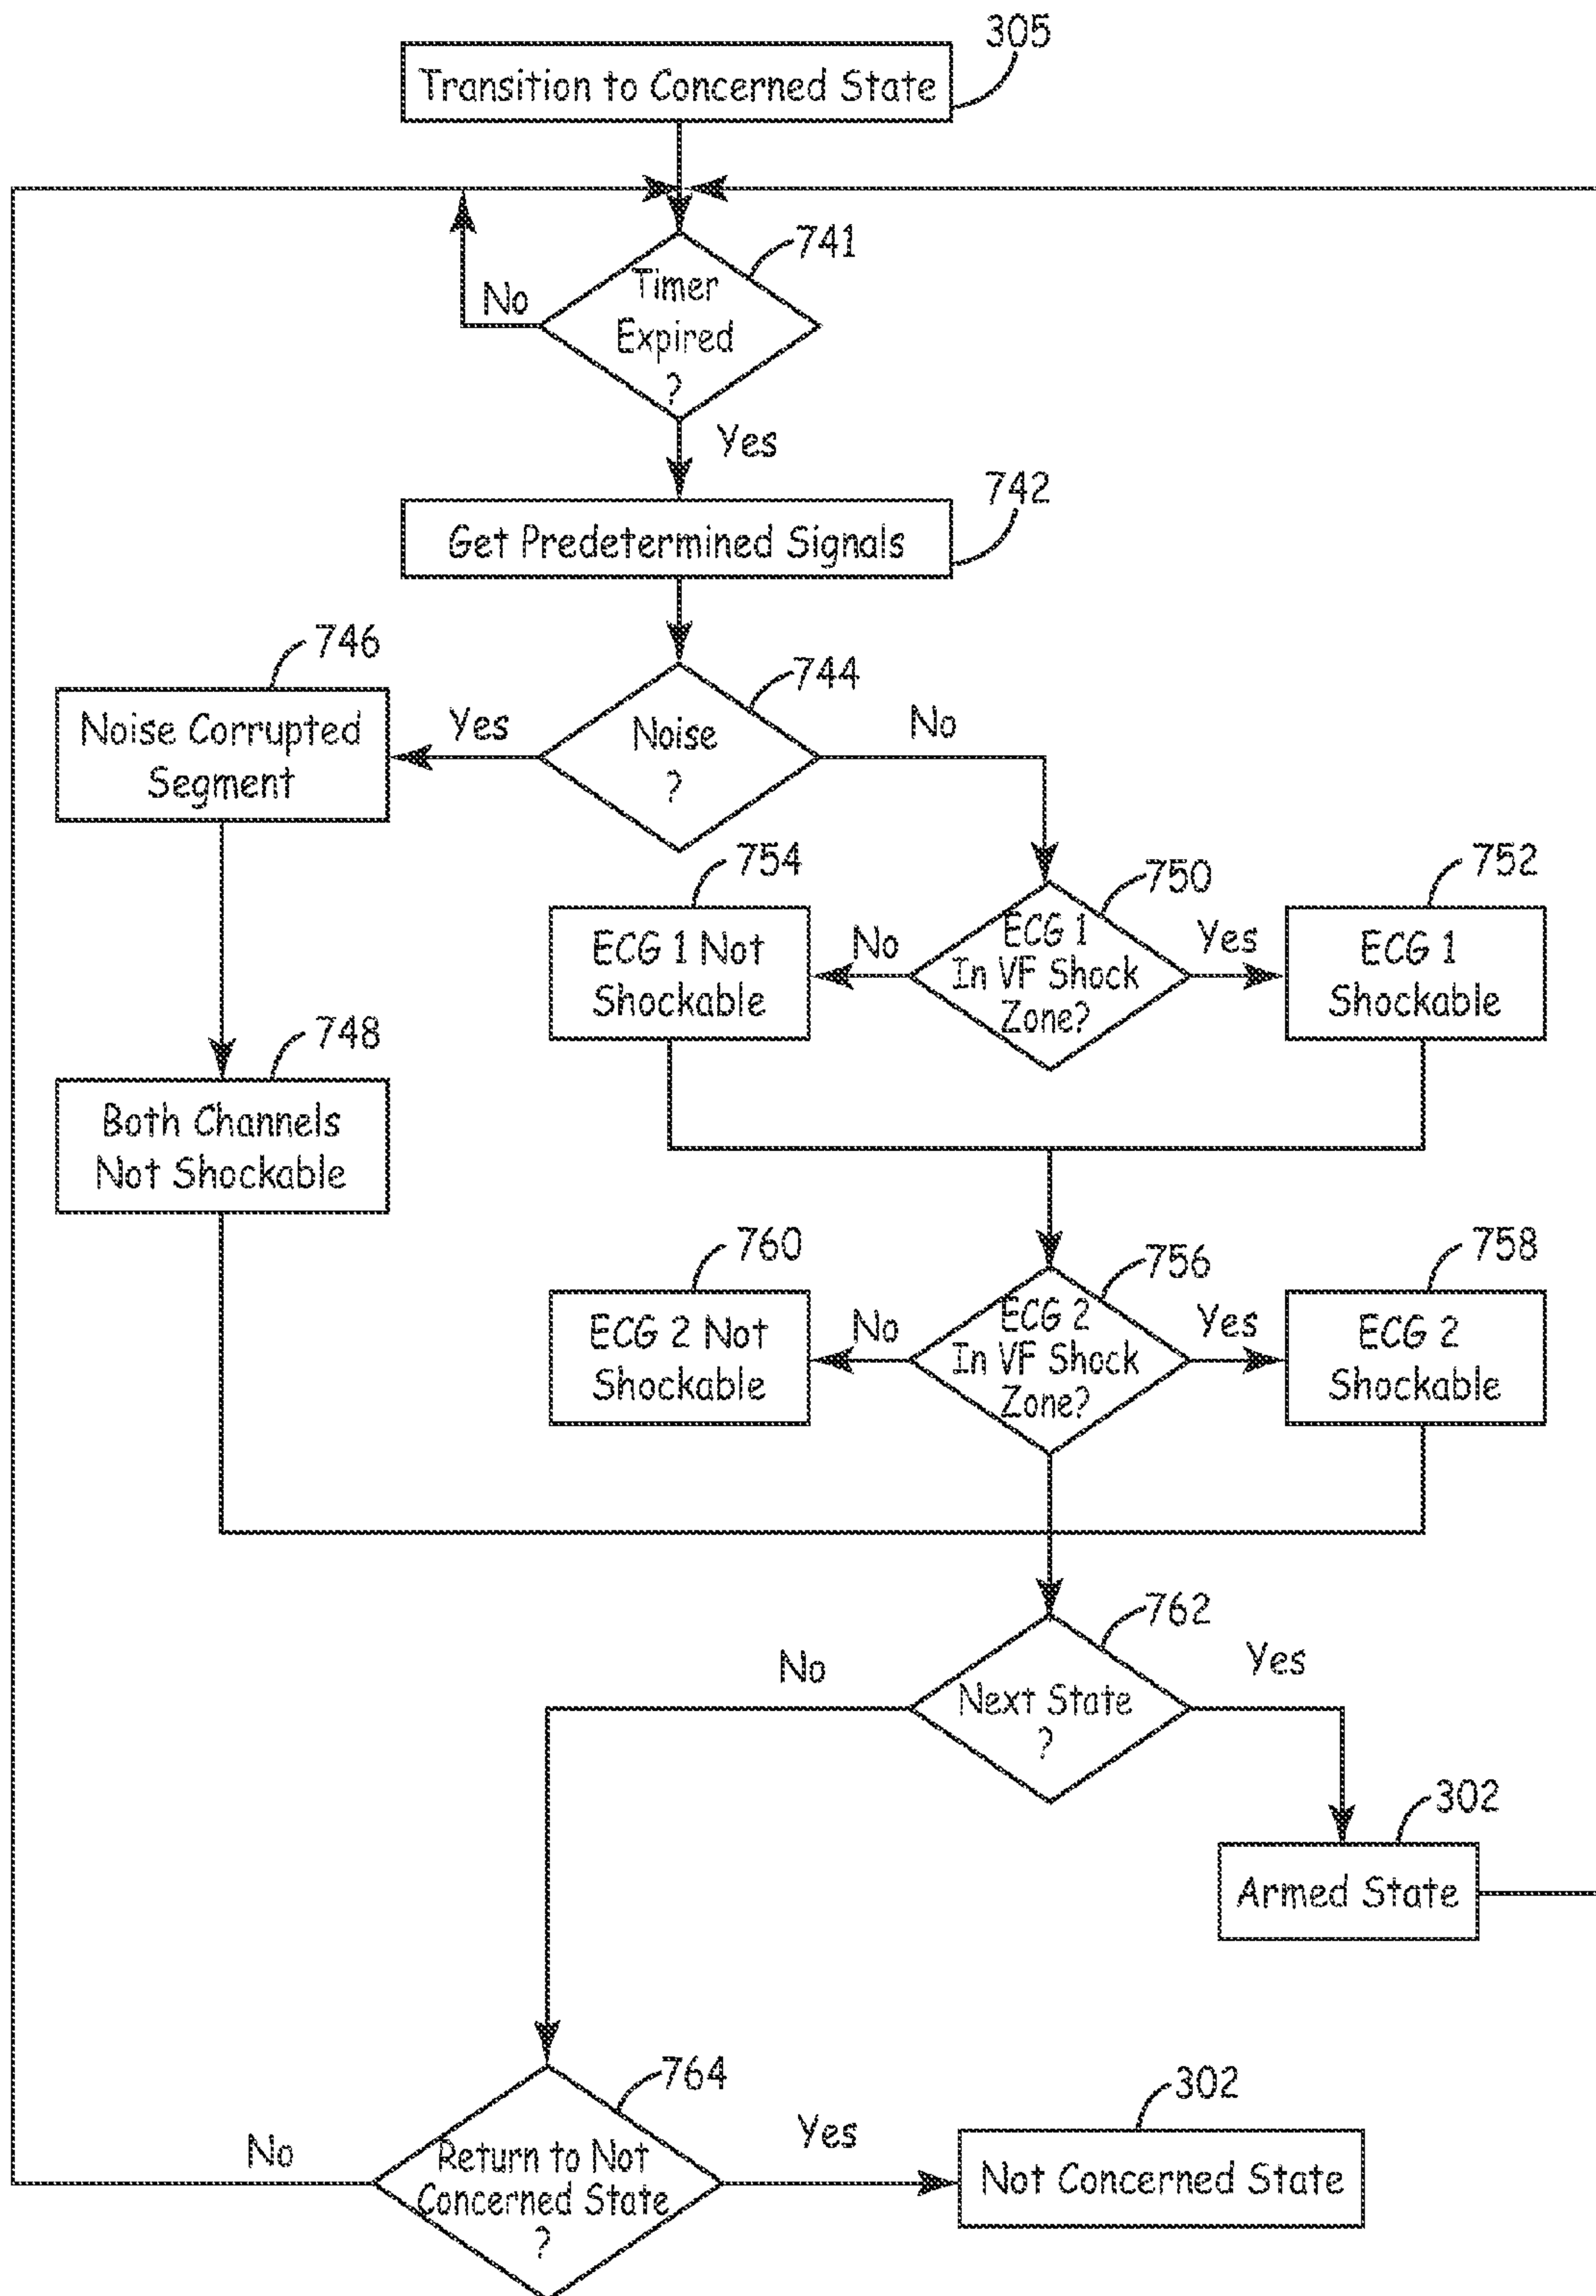 305
Transition to Concerned State
741
Timer
Expired
?
No
Yes
742
Get Predetermined Signals
746
744
Noise Corrupted
Segment
Yes
Noise
?
No
754
750
752
ECG 1 Not
Shockable
No
ECG 1
In VF Shock
Zone?
Yes
ECG 1
Shockable
748
Both Channels
Not Shockable
760
756
758
ECG 2 Not
Shockable
No
ECG 2
In VF Shock
Zone?
Yes
ECG 2
Shockable
762
No
Yes
Next State
?
302
Armed State
764
302
No
Return to Not
Concerned State
?
Yes
Not Concerned State